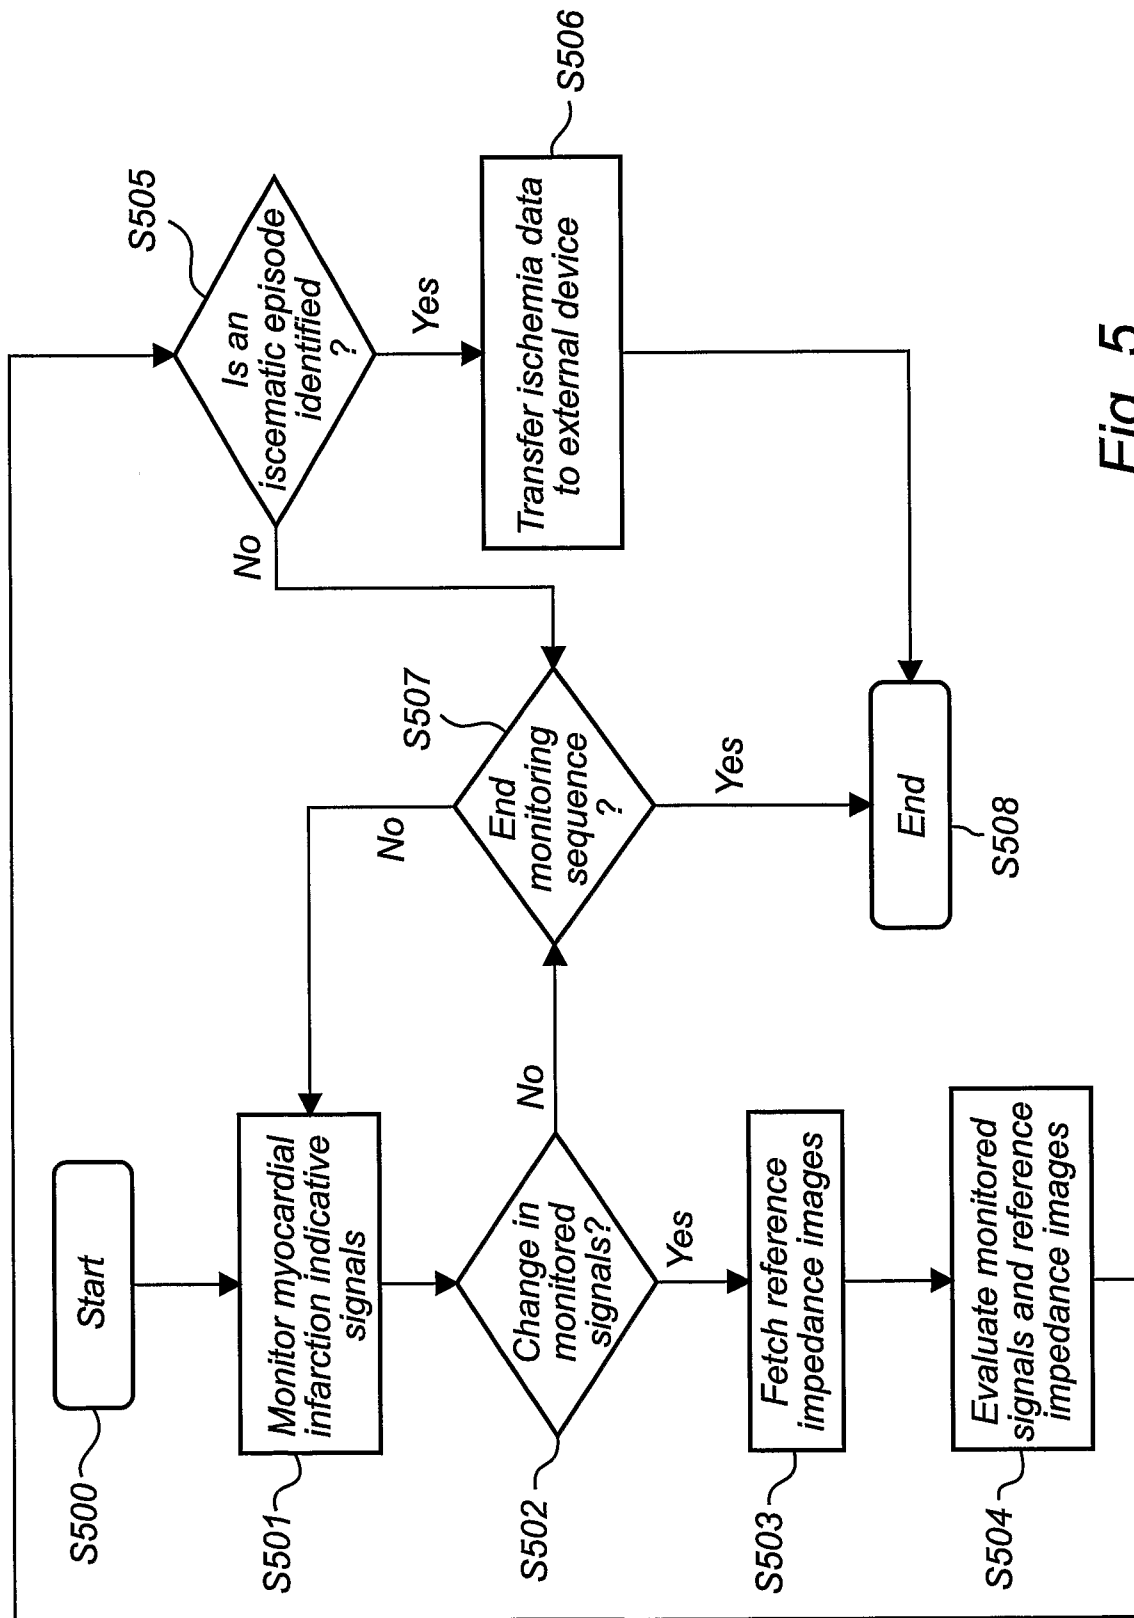 S500
Start
S501
Monitor myocardial
infarction indicative
signals
S502
Change in
monitored
signals?
No
Yes
S503
Fetch reference
impedance images
S504
Evaluate monitored
signals and reference
impedance images
S505
Is an
iscematic episode
identified
?
No
Yes
S506
Transfer ischemia data
to external device
S507
End
monitoring
sequence
?
No
Yes
End
S508
Fig. 5